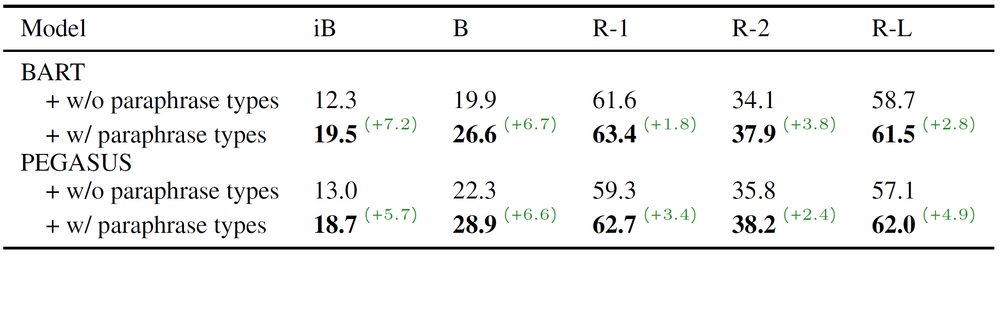 Model iB B R-1 R-2 R-L
BART
+ w/o paraphrase types 12.3 19.9 61.6 34.1 58.7
+ w/ paraphrase types 19.5 (+7.2) 26.6 (+6.7) 63.4 (+1.8) 37.9 (+3.8) 61.5 (+2.8)
PEGASUS
+ w/o paraphrase types 13.0 22.3 59.3 35.8 57.1
+ w/ paraphrase types 18.7 (+5.7) 28.9 (+6.6) 62.7 (+3.4) 38.2 (+2.4) 62.0 (+4.9)